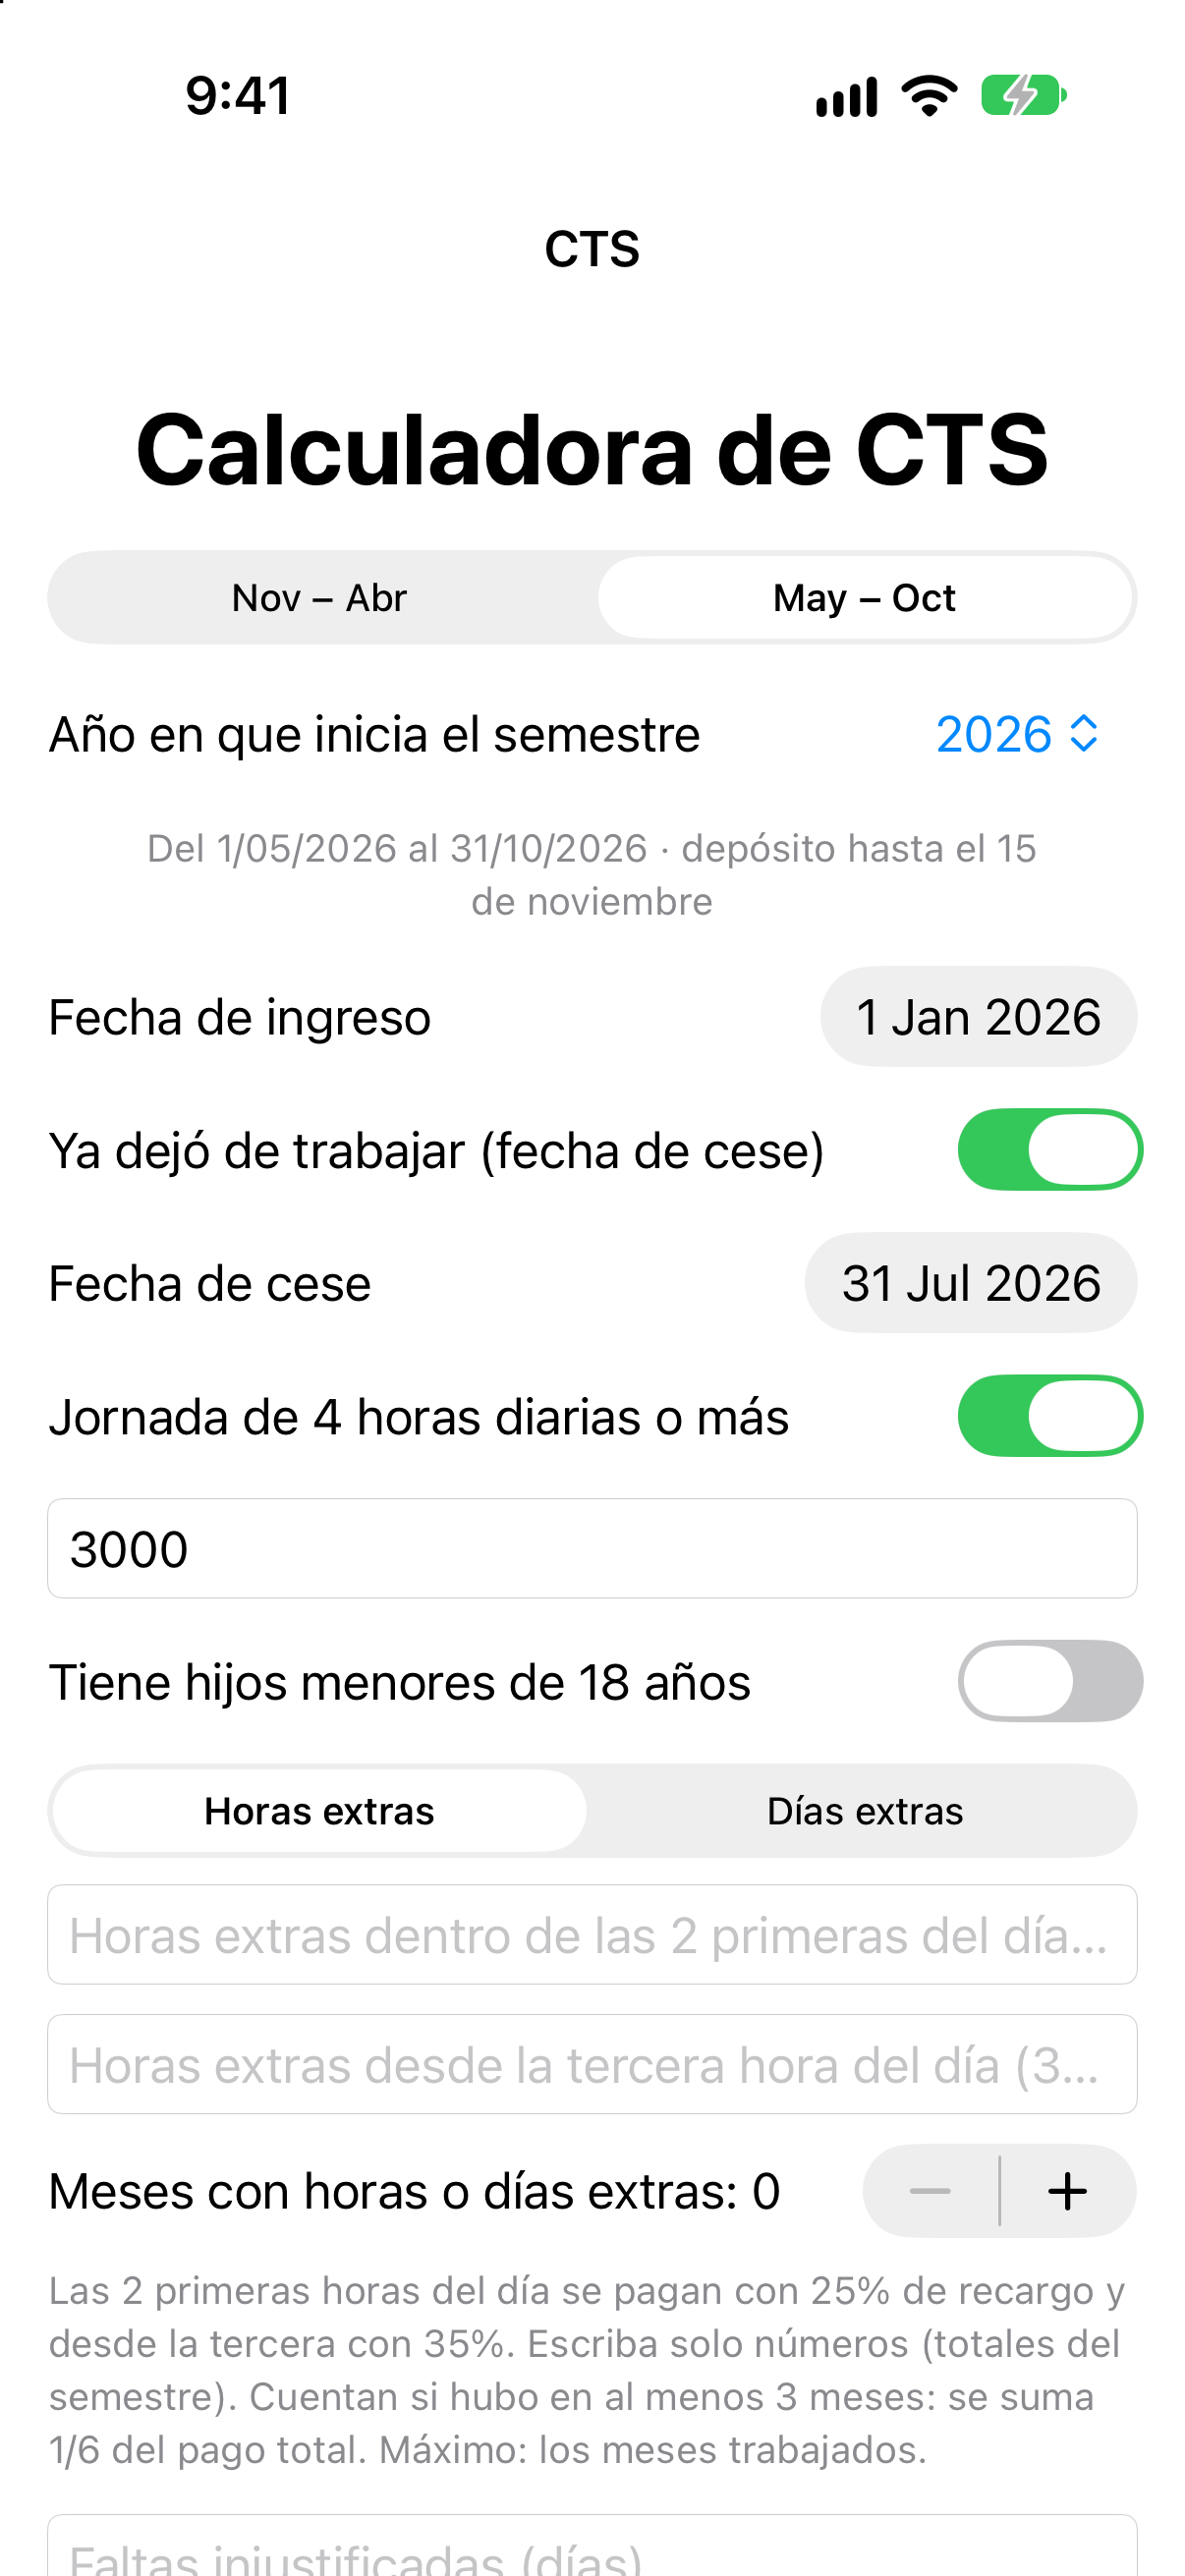 9:41
CTS
Calculadora de CTS
Nov – Abr
May – Oct
Año en que inicia el semestre
2026
Del 1/05/2026 al 31/10/2026 · depósito hasta el 15
de noviembre
Fecha de ingreso
1 Jan 2026
Ya dejó de trabajar (fecha de cese)
Fecha de cese
31 Jul 2026
Jornada de 4 horas diarias o más
3000
Tiene hijos menores de 18 años
Horas extras
Días extras
Horas extras dentro de las 2 primeras del día...
Horas extras desde la tercera hora del día (3...
Meses con horas o días extras: 0
Las 2 primeras horas del día se pagan con 25% de recargo y
desde la tercera con 35%. Escriba solo números (totales del
semestre). Cuentan si hubo en al menos 3 meses: se suma
1/6 del pago total. Máximo: los meses trabajados.
Faltas injustificadas (días)